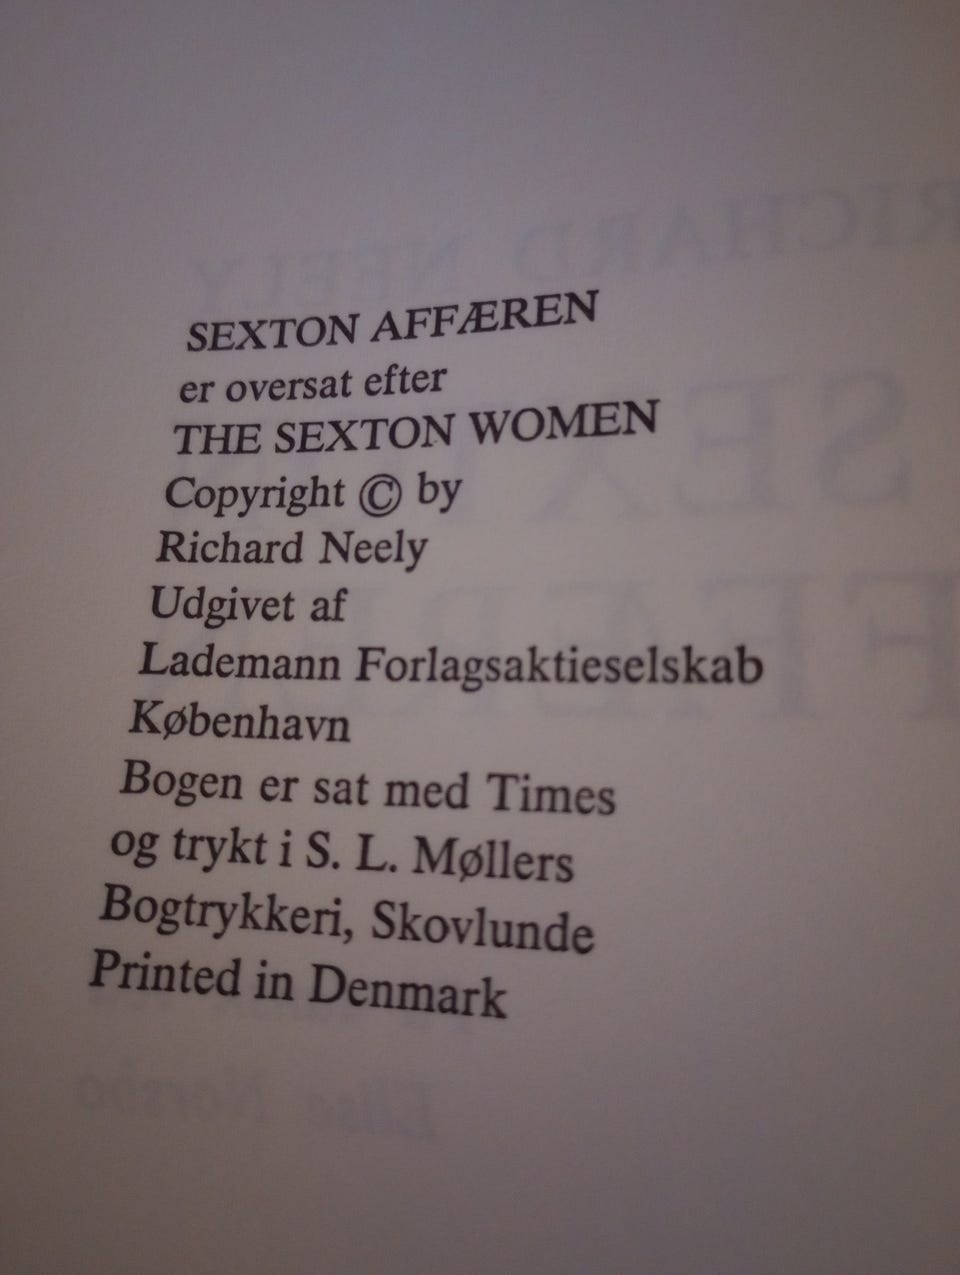 SEXTON AFFÆREN
er oversat efter
THE SEXTON WOMEN
Copyright © by
Richard Neely
Udgivet af
Lademann Forlagsaktieselskab
København
Bogen er sat med Times
og trykt i S. L. Møllers
Bogtrykkeri, Skovlunde
Printed in Denmark